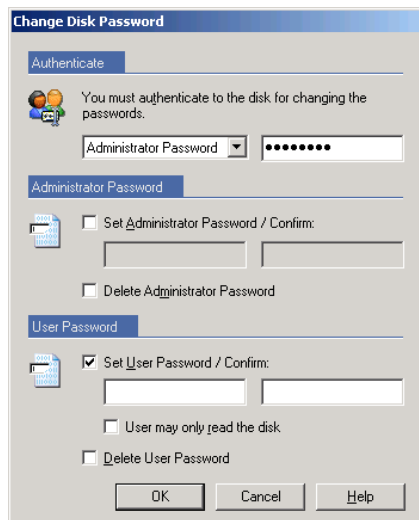 Change Disk Password
Authenticate
You must authenticate to the disk for changing the
passwords.
Administrator Password ••••••••
Administrator Password
Set Administrator Password / Confirm:
Delete Administrator Password
User Password
Set User Password / Confirm:
User may only read the disk
Delete User Password
OK Cancel Help